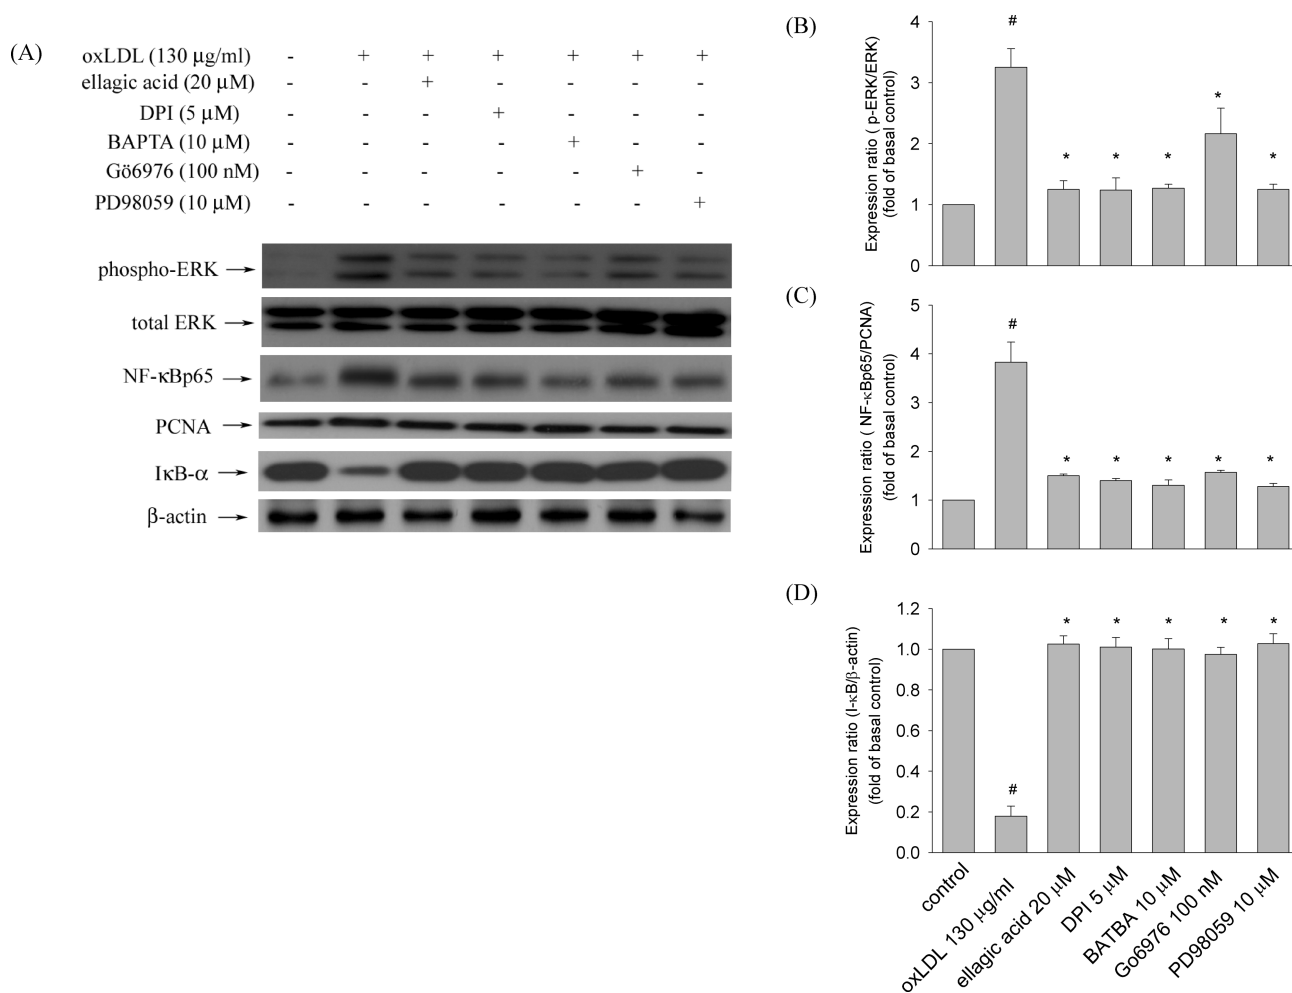 (A)
oxLDL (130 μg/ml) - + + + + + +
ellagic acid (20 μM) - - + - - - -
DPI (5 μM) - - - + - - -
BAPTA (10 μM) - - - - + - -
Gö6976 (100 nM) - - - - - + -
PD98059 (10 μM) - - - - - - +
phospho-ERK
total ERK
NF-κBp65
PCNA
IκB-α
β-actin
(B)
Expression ratio ( p-ERK/ERK)
(fold of basal control)
4
3
2
1
0
#
*
*
*
*
*
(C)
Expression ratio ( NF-κBp65/PCNA)
(fold of basal control)
5
4
3
2
1
0
#
*
*
*
*
*
(D)
Expression ratio (I-κB/β-actin)
(fold of basal control)
1.2
1.0
0.8
0.6
0.4
0.2
0.0
#
*
*
*
*
*
control
oxLDL 130 μg/ml
ellagic acid 20 μM
DPI 5 μM
BATBA 10 μM
Go6976 100 nM
PD98059 10 μM